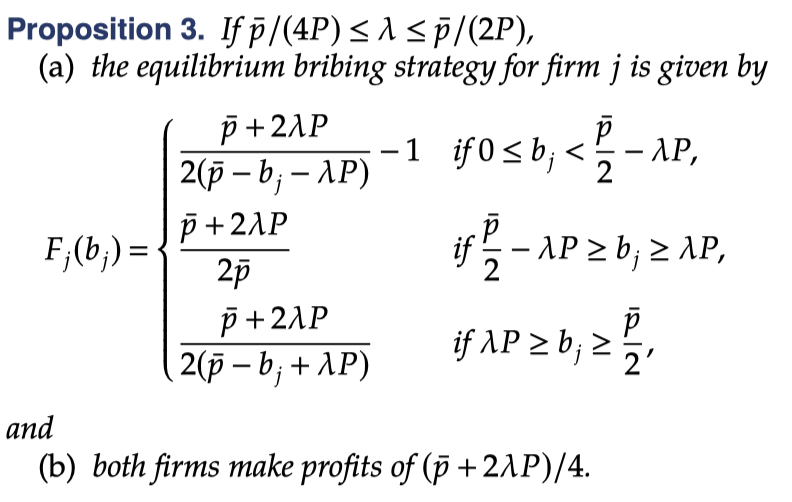 Proposition 3. If p̄/(4P) ≤ λ ≤ p̄/(2P),
(a) the equilibrium bribing strategy for firm j is given by
p̄ + 2λP / 2(p̄ − b_j − λP) − 1 if 0 ≤ b_j < p̄/2 − λP,
F_j(b_j) = { p̄ + 2λP / 2p̄ if p̄/2 − λP ≥ b_j ≥ λP,
p̄ + 2λP / 2(p̄ − b_j + λP) if λP ≥ b_j ≥ p̄/2,
and
(b) both firms make profits of (p̄ + 2λP)/4.